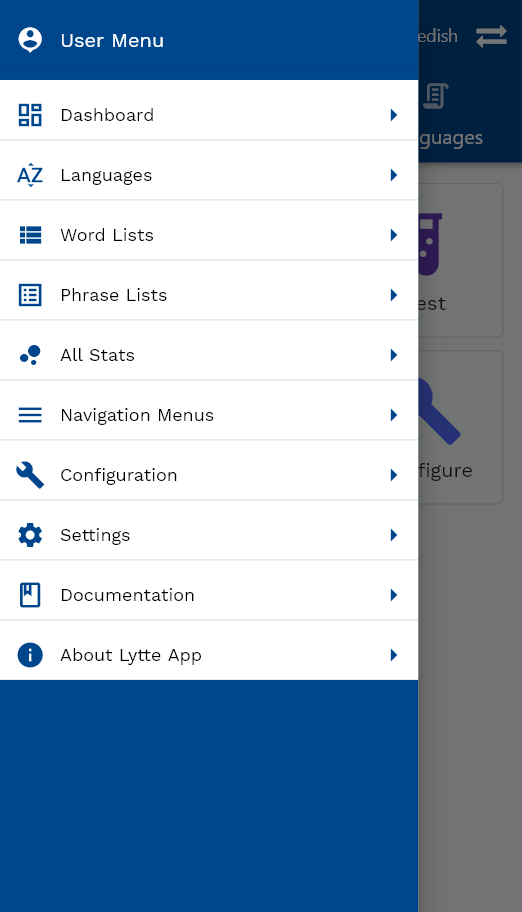 User Menu
Dashboard
Languages
Word Lists
Phrase Lists
All Stats
Navigation Menus
Configuration
Settings
Documentation
About Lytte App
edish
guages
est
figure